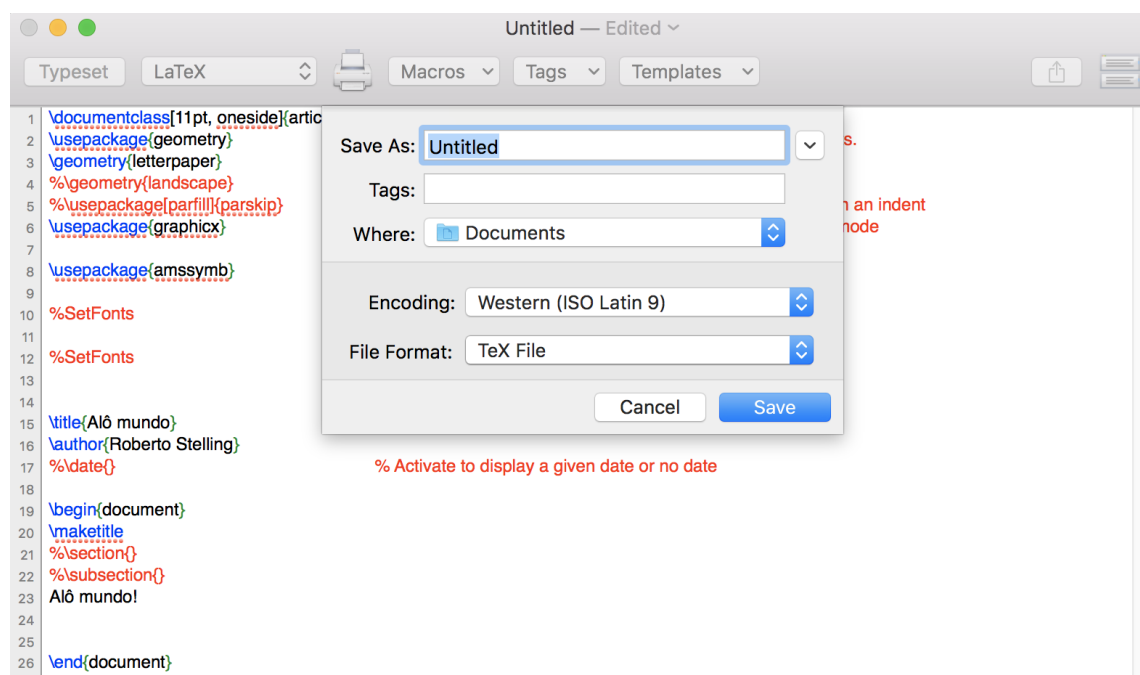 Untitled — Edited
Typeset LaTeX Macros Tags Templates
1 \documentclass[11pt, oneside]{artic
2 \usepackage{geometry} s.
3 \geometry{letterpaper}
4 %\geometry{landscape}
5 %\usepackage[parfill]{parskip} an indent
6 \usepackage{graphicx}
7
8 \usepackage{amssymb}
9
10 %SetFonts
11
12 %SetFonts
13
14
15 \title{Alô mundo}
16 \author{Roberto Stelling}
17 %\date{} % Activate to display a given date or no date
18
19 \begin{document}
20 \maketitle
21 %\section{}
22 %\subsection{}
23 Alô mundo!
24
25
26 \end{document}
Save As: Untitled
Tags:
Where: Documents
Encoding: Western (ISO Latin 9)
File Format: TeX File
Cancel Save